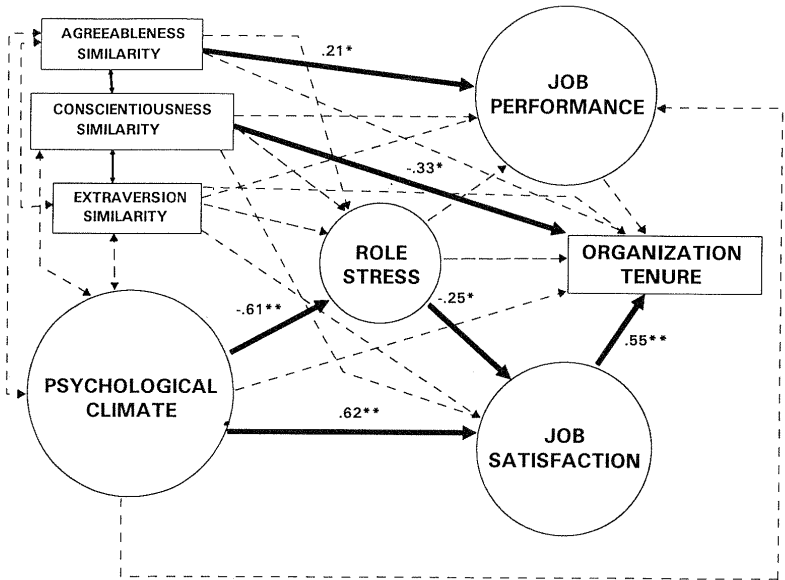 AGREEABLENESS
SIMILARITY
.21*
JOB
PERFORMANCE
CONSCIENTIOUSNESS
SIMILARITY
-.33*
EXTRAVERSION
SIMILARITY
ROLE
STRESS
ORGANIZATION
TENURE
-.61**
-.25*
.55**
PSYCHOLOGICAL
CLIMATE
.62**
JOB
SATISFACTION